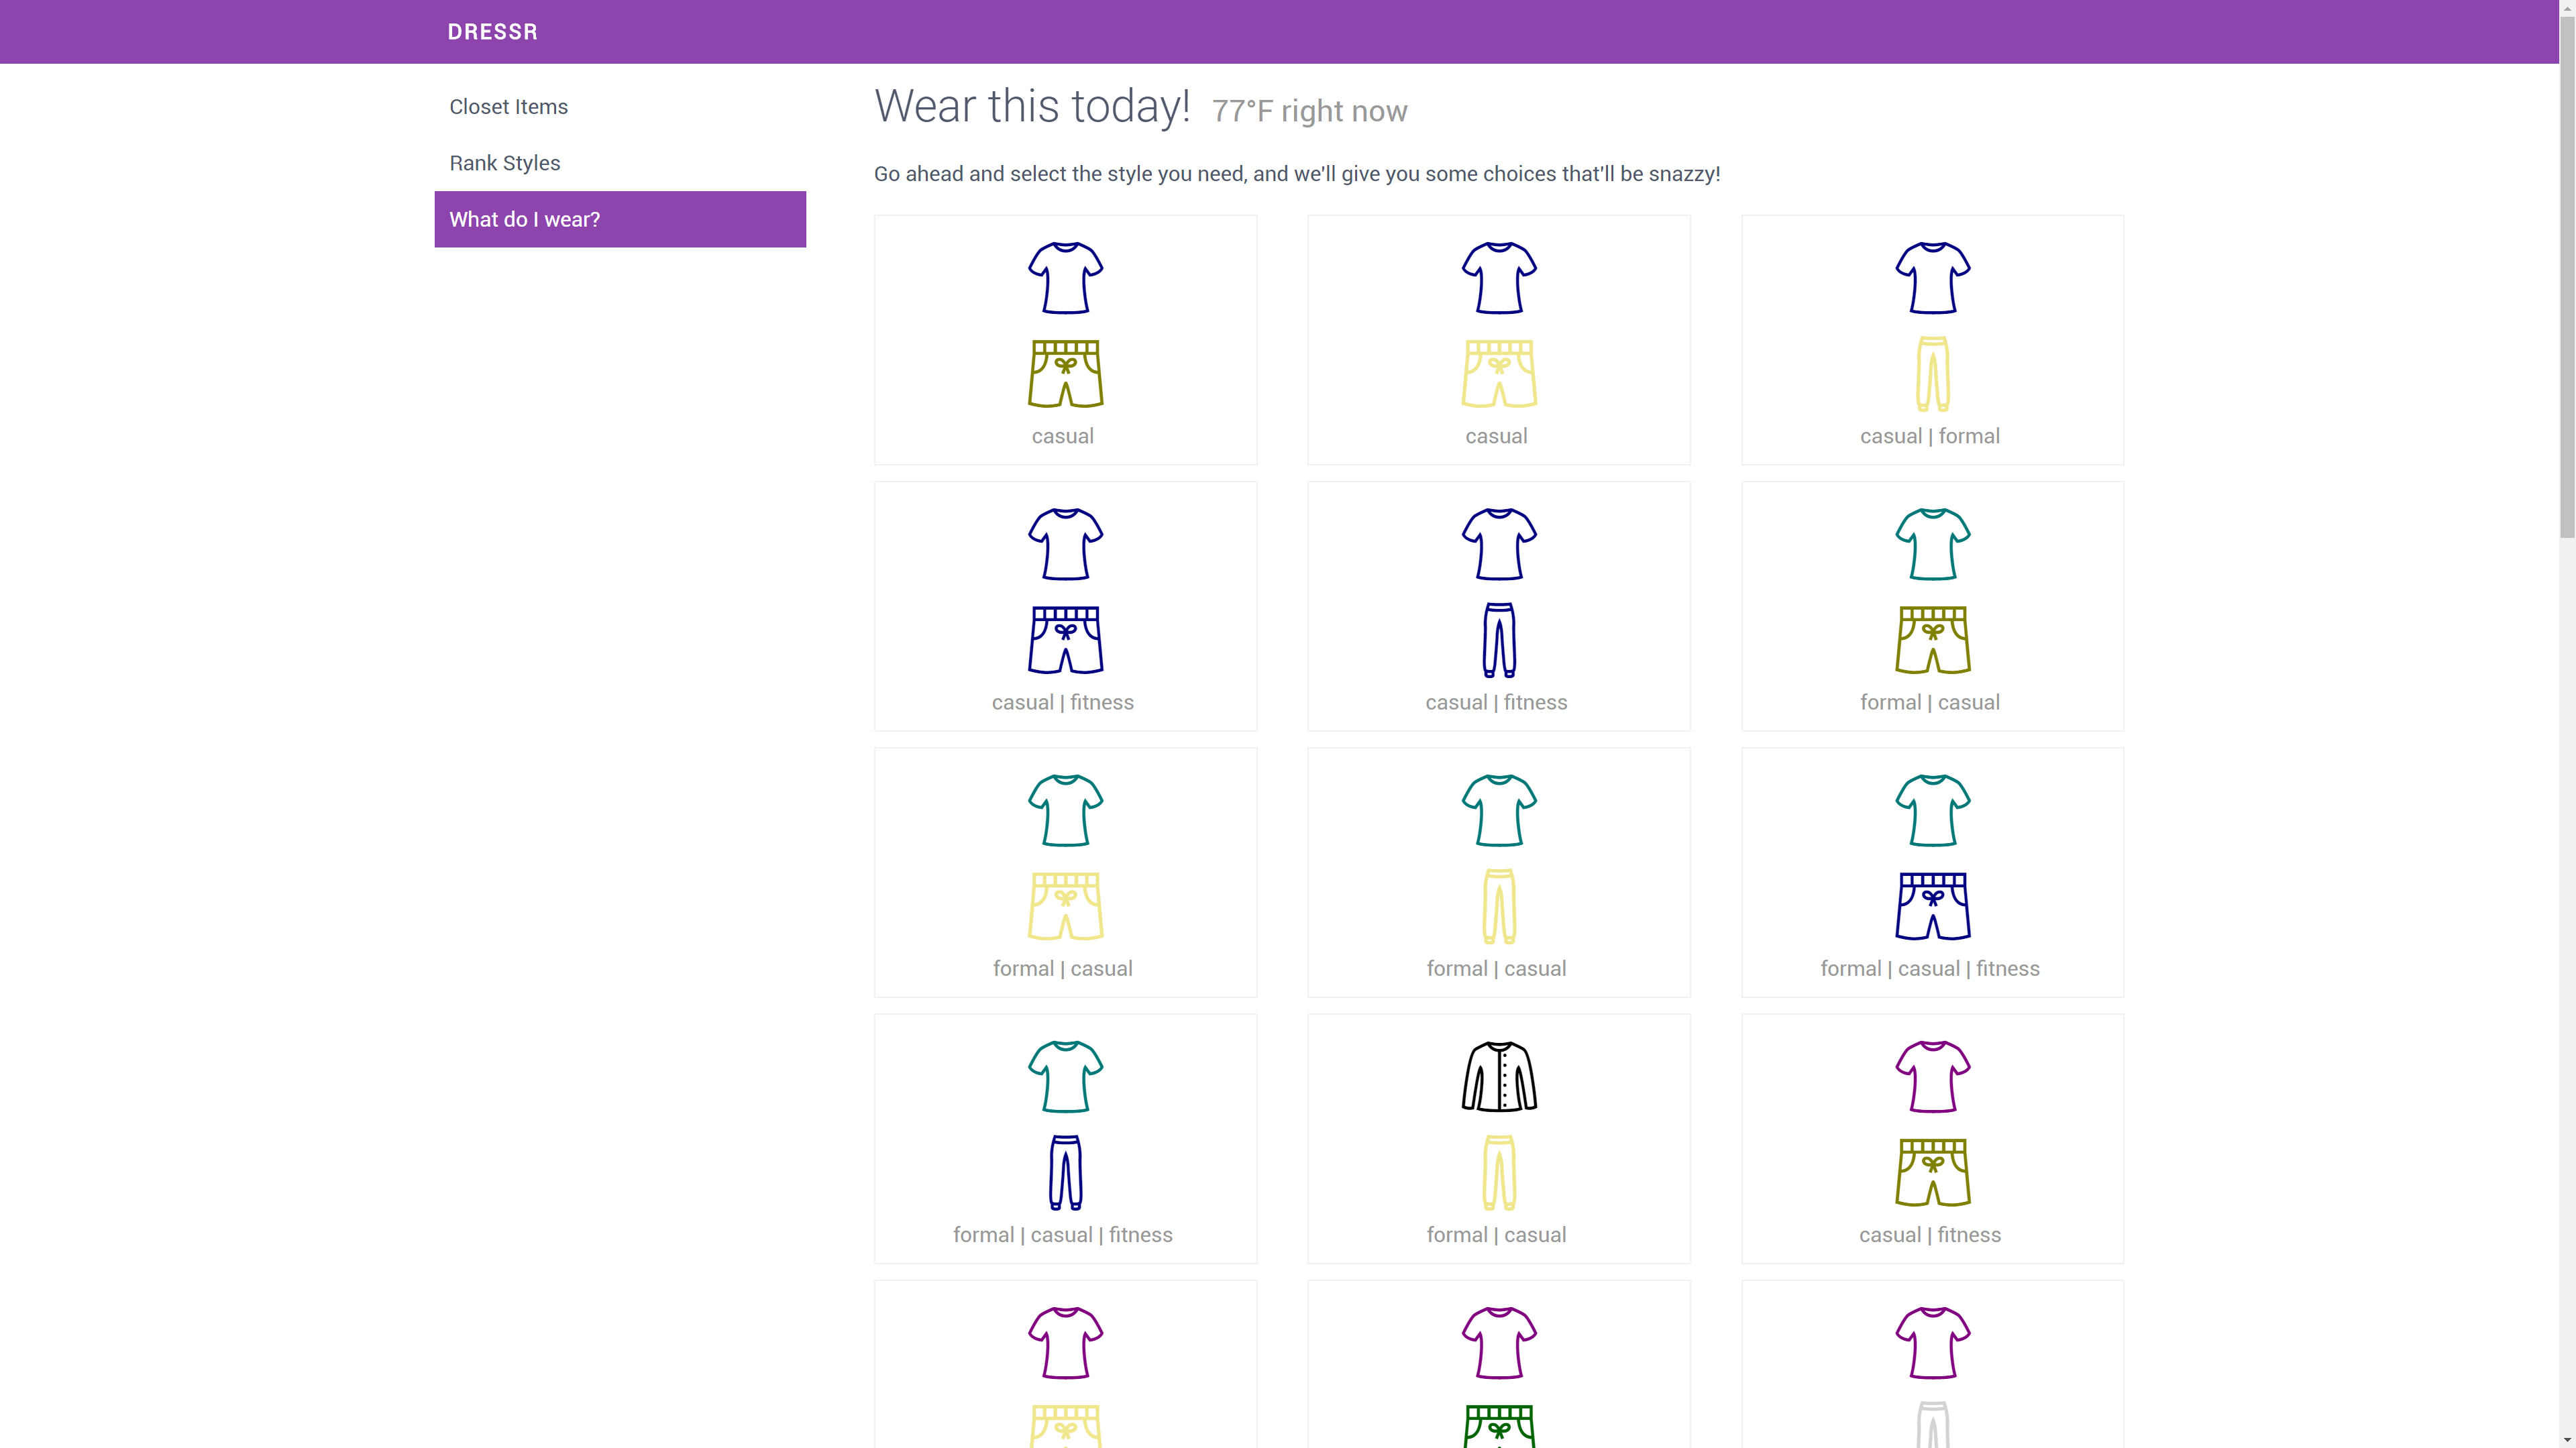 DRESSR
Closet Items
Rank Styles
What do I wear?
Wear this today! 77°F right now
Go ahead and select the style you need, and we'll give you some choices that'll be snazzy!
casual
casual
casual | formal
casual | fitness
casual | fitness
formal | casual
formal | casual
formal | casual
formal | casual | fitness
formal | casual | fitness
formal | casual
casual | fitness